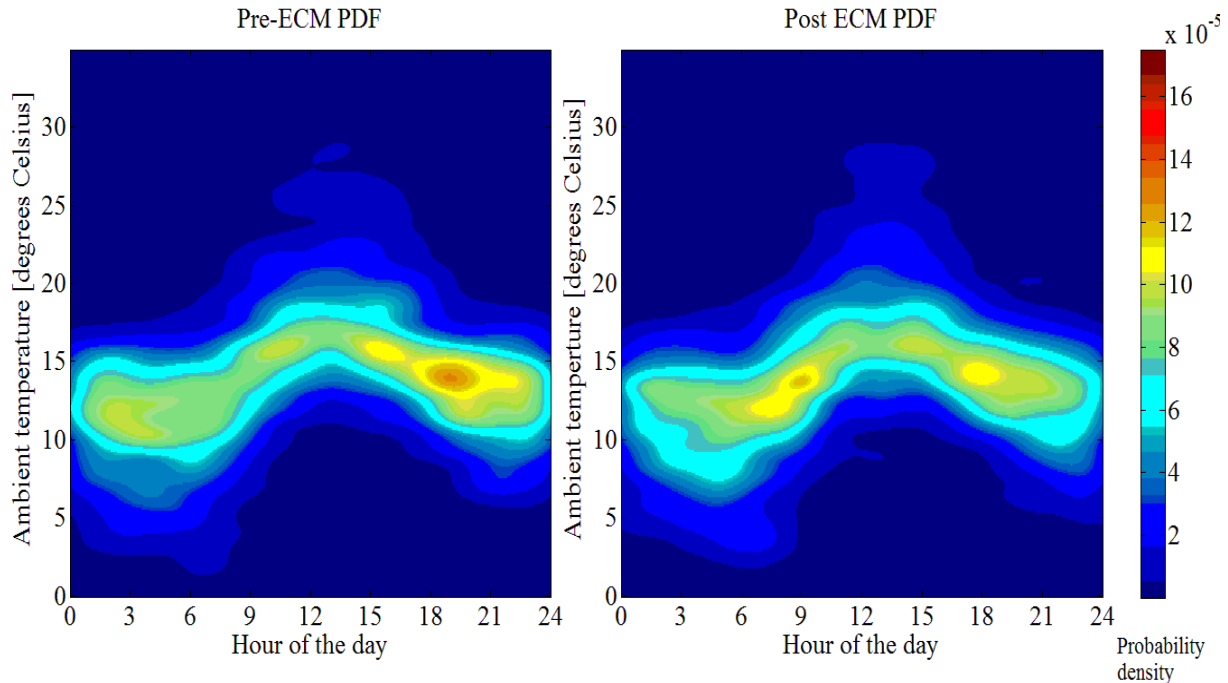 Pre-ECM PDF
Post ECM PDF
x 10-5
Ambient temperature [degrees Celsius]
30
25
20
15
10
5
0
0 3 6 9 12 15 18 21 24
Hour of the day
Ambient temperture [degrees Celsius]
30
25
20
15
10
5
0
0 3 6 9 12 15 18 21 24
Hour of the day
16
14
12
10
8
6
4
2
Probability
density